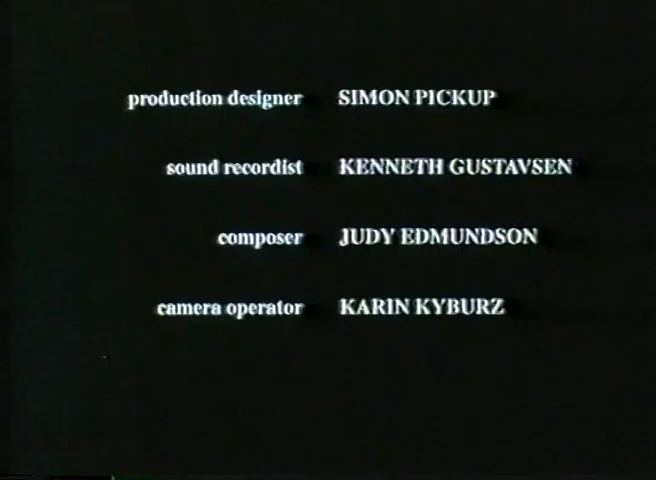 production designer SIMON PICKUP
sound recordist KENNETH GUSTAVSEN
composer JUDY EDMUNDSON
camera operator KARIN KYBURZ